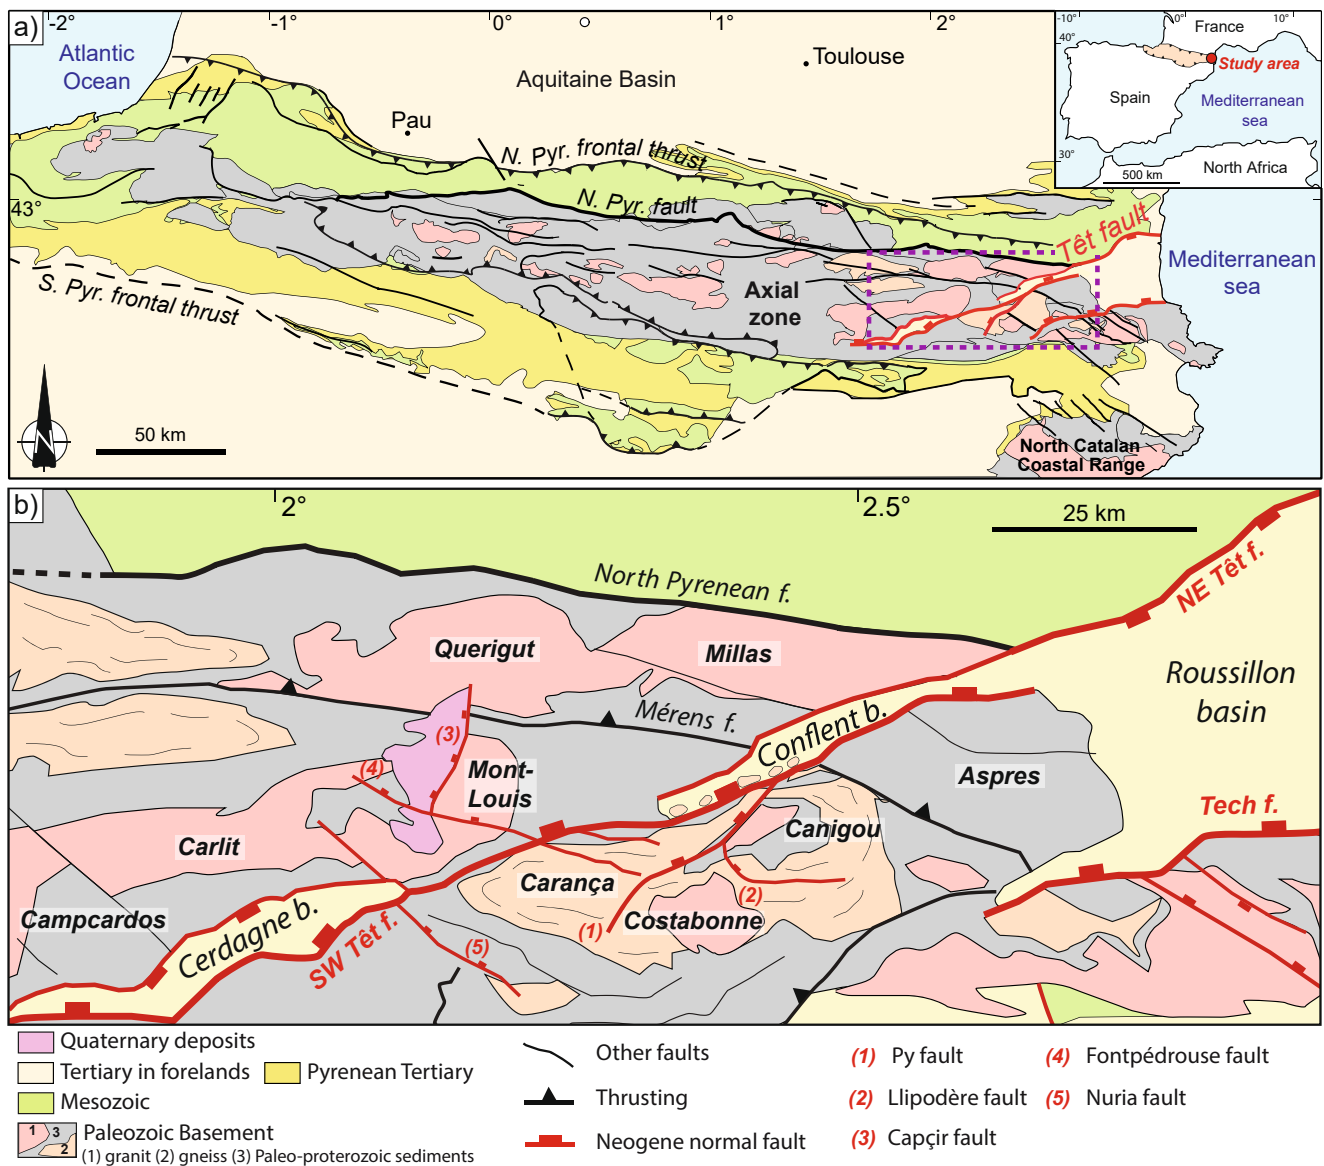 a)
-2°
-1°
0°
1°
2°
Atlantic
Ocean
Aquitaine Basin
Toulouse
Pau
N. Pyr. frontal thrust
N. Pyr. fault
43°
S. Pyr. frontal thrust
Axial
zone
Têt fault
Mediterranean
sea
50 km
N
North Catalan
Coastal Range
-10°
0°
10°
40°
30°
France
Study area
Spain
Mediterranean
sea
500 km
North Africa
b)
2°
2.5°
25 km
North Pyrenean f.
NE Têt f.
Querigut
Millas
Roussillon
basin
Mérens f.
Conflent b.
(3)
(4)
Mont-
Louis
Aspres
Tech f.
Carlit
Canigou
Carança
(2)
Campcardos
Cerdagne b.
SW Têt f.
(1)
Costabonne
(5)
Quaternary deposits
Tertiary in forelands
Pyrenean Tertiary
Mesozoic
1
3
2
Paleozoic Basement
(1) granit (2) gneiss (3) Paleo-proterozoic sediments
Other faults
Thrusting
Neogene normal fault
(1) Py fault
(2) Llipodère fault
(3) Capçir fault
(4) Fontpédrouse fault
(5) Nuria fault